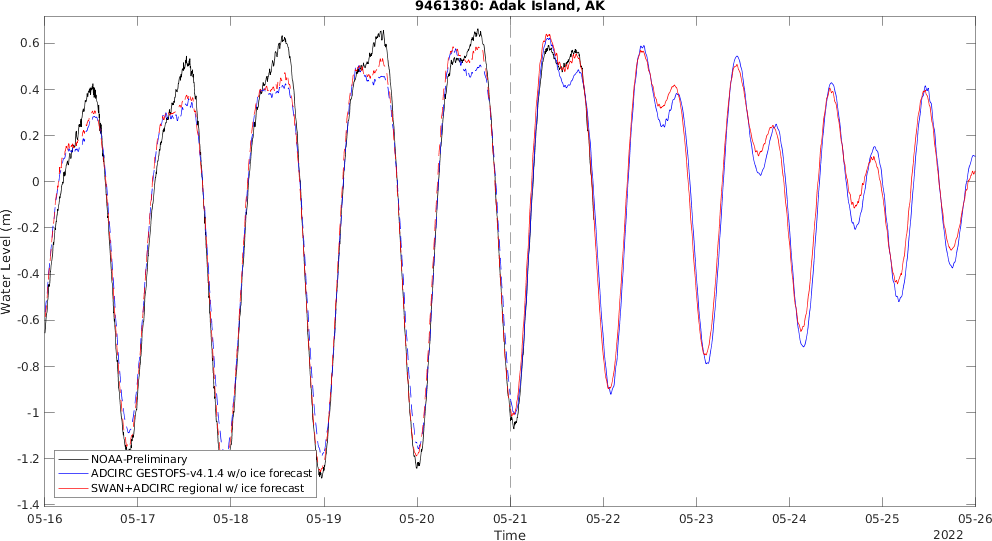 9461380: Adak Island, AK
Water Level (m)
0.6
0.4
0.2
0
-0.2
-0.4
-0.6
-0.8
-1
-1.2
-1.4
NOAA-Preliminary
ADCIRC GESTOFS-v4.1.4 w/o ice forecast
SWAN+ADCIRC regional w/ ice forecast
05-16 05-17 05-18 05-19 05-20 05-21 05-22 05-23 05-24 05-25 05-26
Time
2022